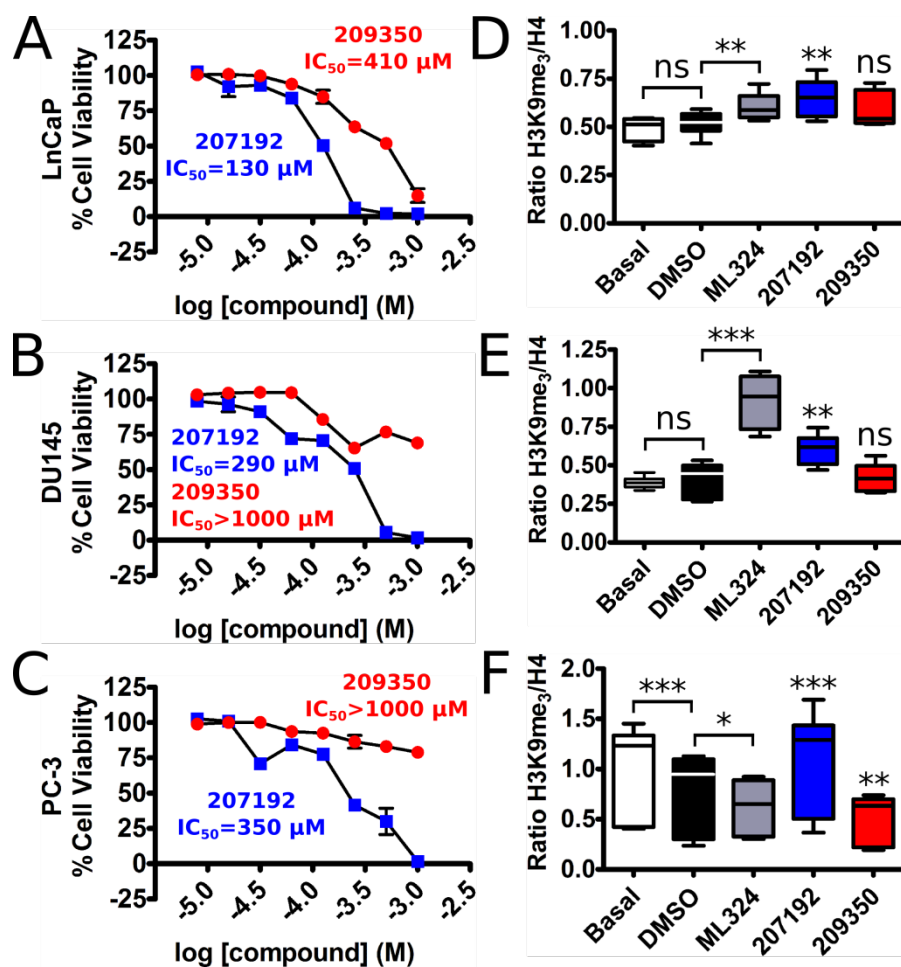 A
LnCaP
%Cell Viability
125
100
75
50
25
0
-25
209350
IC₅₀=410 µM
207192
IC₅₀=130 µM
-5.0
-4.5
-4.0
-3.5
-3.0
-2.5
log [compound] (M)
D
Ratio H3K9me₃/H4
1.00
0.75
0.50
0.25
0.00
ns
**
**
ns
Basal
DMSO
ML324
207192
209350
B
DU145
%Cell Viability
125
100
75
50
25
0
-25
207192
IC₅₀=290 µM
209350
IC₅₀>1000 µM
-5.0
-4.5
-4.0
-3.5
-3.0
-2.5
log [compound] (M)
E
Ratio H3K9me₃/H4
1.25
1.00
0.75
0.50
0.25
0.00
ns
***
**
ns
Basal
DMSO
ML324
207192
209350
C
PC-3
%Cell Viability
125
100
75
50
25
0
-25
209350
IC₅₀>1000 µM
207192
IC₅₀=350 µM
-5.0
-4.5
-4.0
-3.5
-3.0
-2.5
log [compound] (M)
F
Ratio H3K9me₃/H4
2.0
1.5
1.0
0.5
0.0
***
*
***
**
Basal
DMSO
ML324
207192
209350